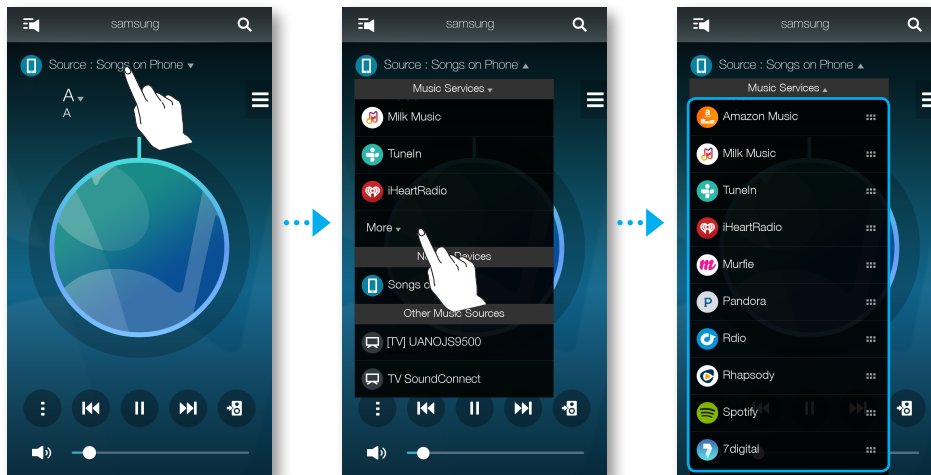 samsung
Source : Songs on Phone
A
A
samsung
Source : Songs on Phone
Music Services
Milk Music
TuneIn
iHeartRadio
More
Devices
Songs
Other Music Sources
[TV] UANOJS9500
TV SoundConnect
samsung
Source : Songs on Phone
Music Services
Amazon Music
Milk Music
TuneIn
iHeartRadio
Murfie
Pandora
Rdio
Rhapsody
Spotify
7digital